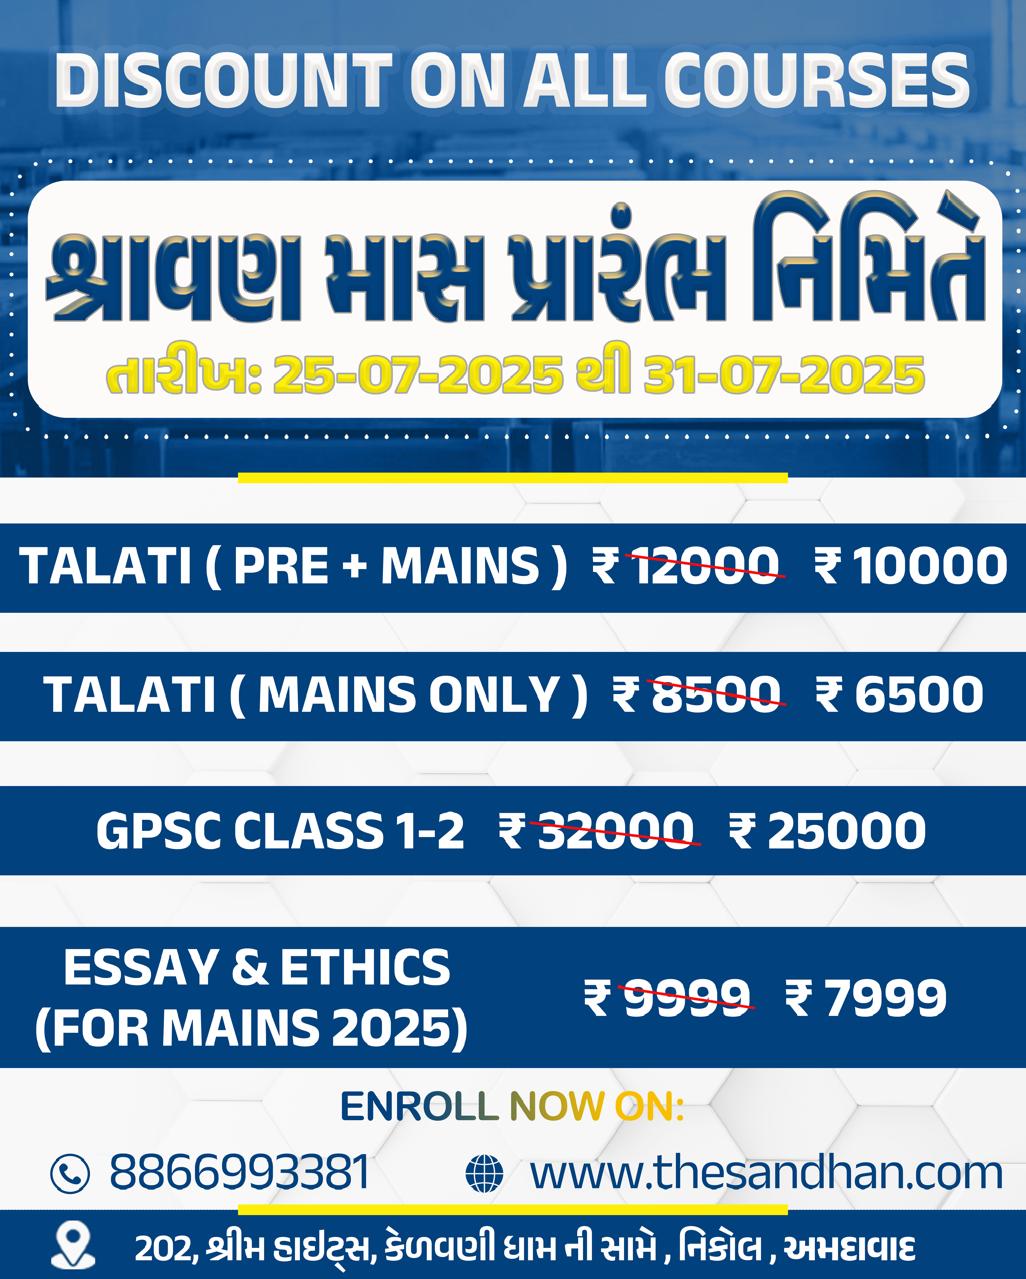 DISCOUNT ON ALL COURSES
શ્રાવણ માસ પ્રારંભ નિમિતે
તારીખ: 25-07-2025 થી 31-07-2025
TALATI ( PRE + MAINS ) ₹ 12000 ₹ 10000
TALATI ( MAINS ONLY ) ₹ 8500 ₹ 6500
GPSC CLASS 1-2 ₹ 32000 ₹ 25000
ESSAY & ETHICS
(FOR MAINS 2025) ₹ 9999 ₹ 7999
ENROLL NOW ON:
8866993381 www.thesandhan.com
202, શ્રીમ હાઈટ્સ, કેળવણી ધામ ની સામે , નિકોલ , અમદાવાદ